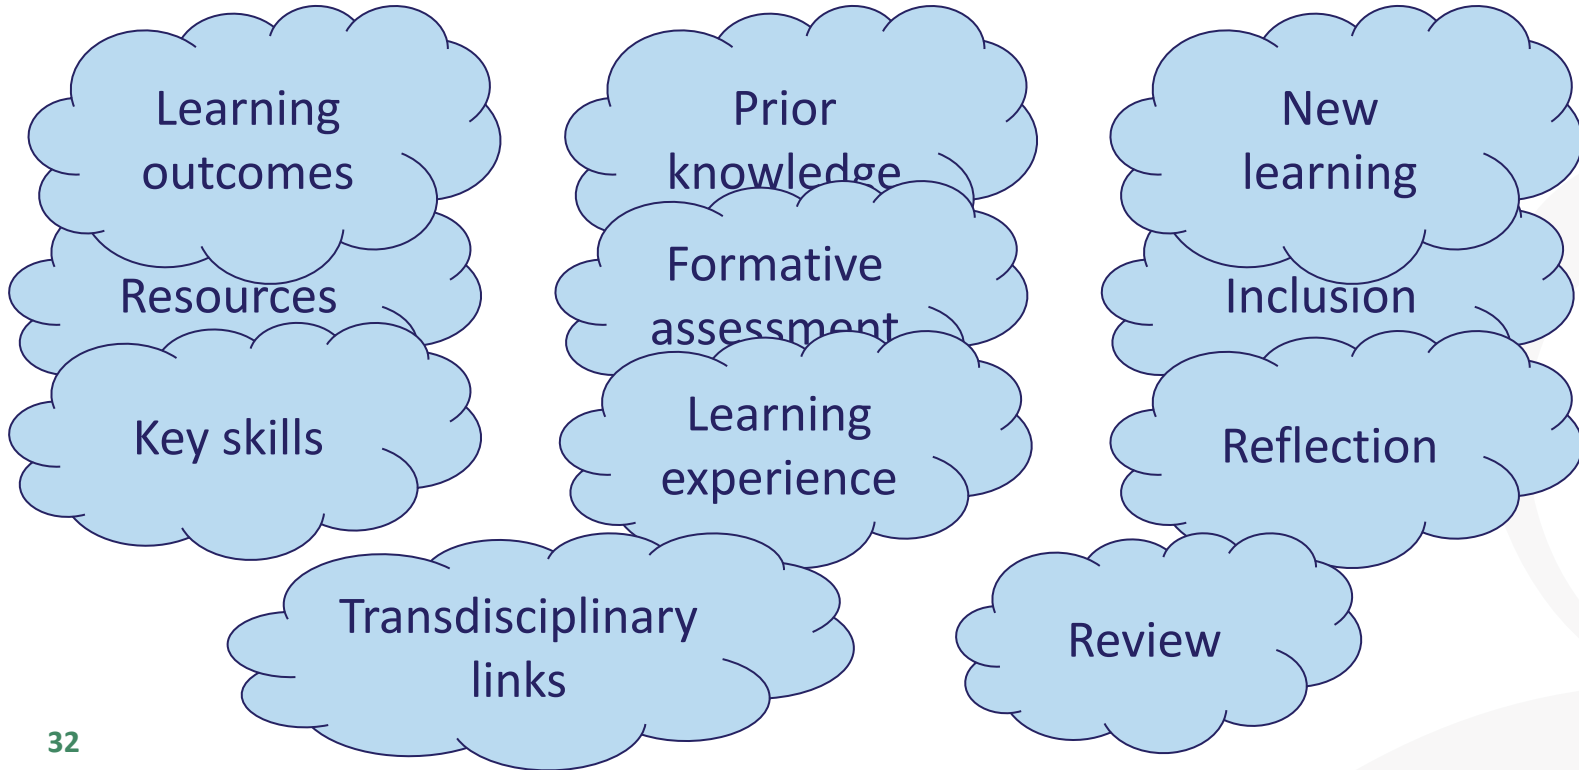 Learning
outcomes
Prior
knowledge
New
learning
Resources
Formative
assessment
Inclusion
Key skills
Learning
experience
Reflection
Transdisciplinary
links
Review
32